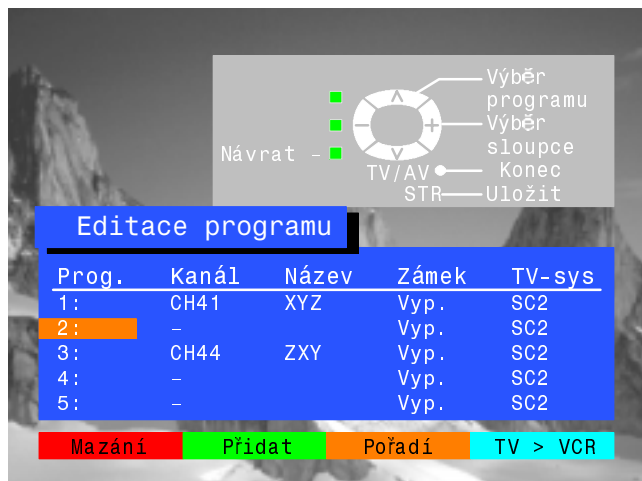 Výběr
programu
Výběr
sloupce
Návrat
TV/AV Konec
STR Uložit
Editace programu
Prog. Kanál Název Zámek TV-sys
1: CH41 XYZ Vyp. SC2
2: – Vyp. SC2
3: CH44 ZXY Vyp. SC2
4: – Vyp. SC2
5: – Vyp. SC2
Mazání Přidat Pořadí TV > VCR